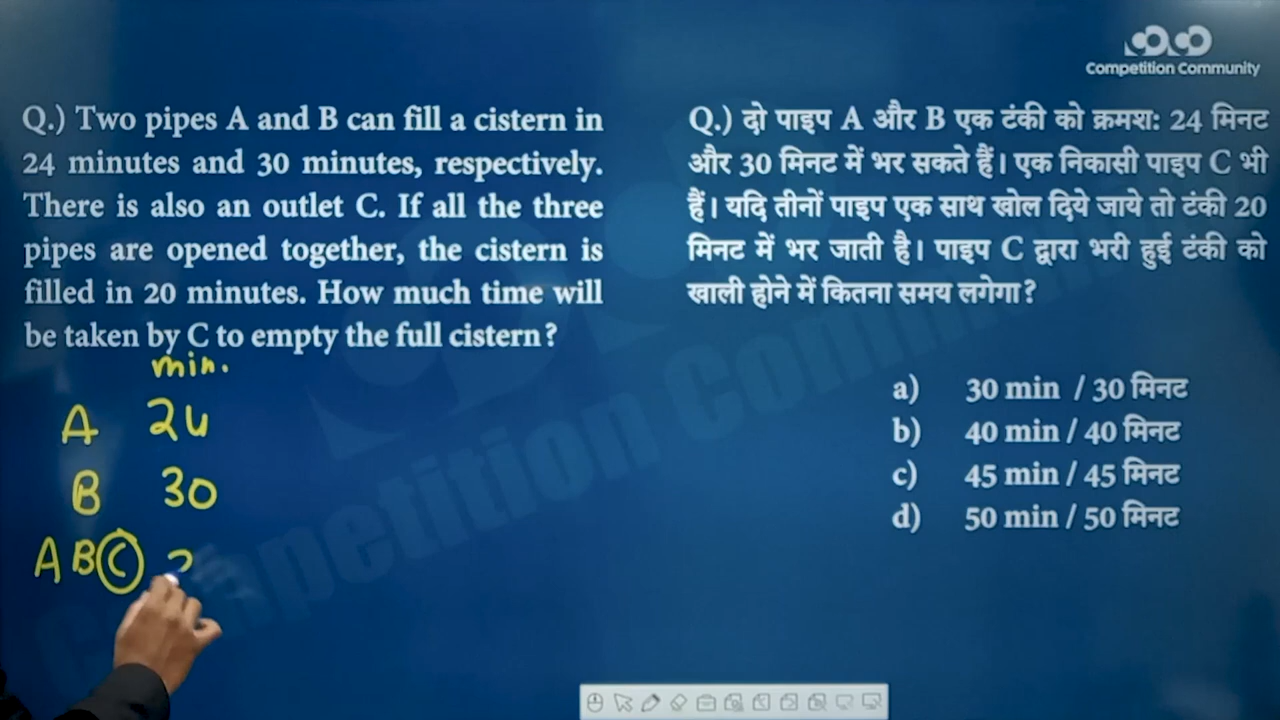 Competition Community
Q.) Two pipes A and B can fill a cistern in
24 minutes and 30 minutes, respectively.
There is also an outlet C. If all the three
pipes are opened together, the cistern is
filled in 20 minutes. How much time will
be taken by C to empty the full cistern?
Q.) दो पाइप A और B एक टंकी को क्रमश: 24 मिनट
और 30 मिनट में भर सकते हैं। एक निकासी पाइप C भी
हैं। यदि तीनों पाइप एक साथ खोल दिये जाये तो टंकी 20
मिनट में भर जाती है। पाइप C द्वारा भरी हुई टंकी को
खाली होने में कितना समय लगेगा?
a) 30 min / 30 मिनट
b) 40 min / 40 मिनट
c) 45 min / 45 मिनट
d) 50 min / 50 मिनट
min.
A 24
B 30
A B C 2
Competition Community